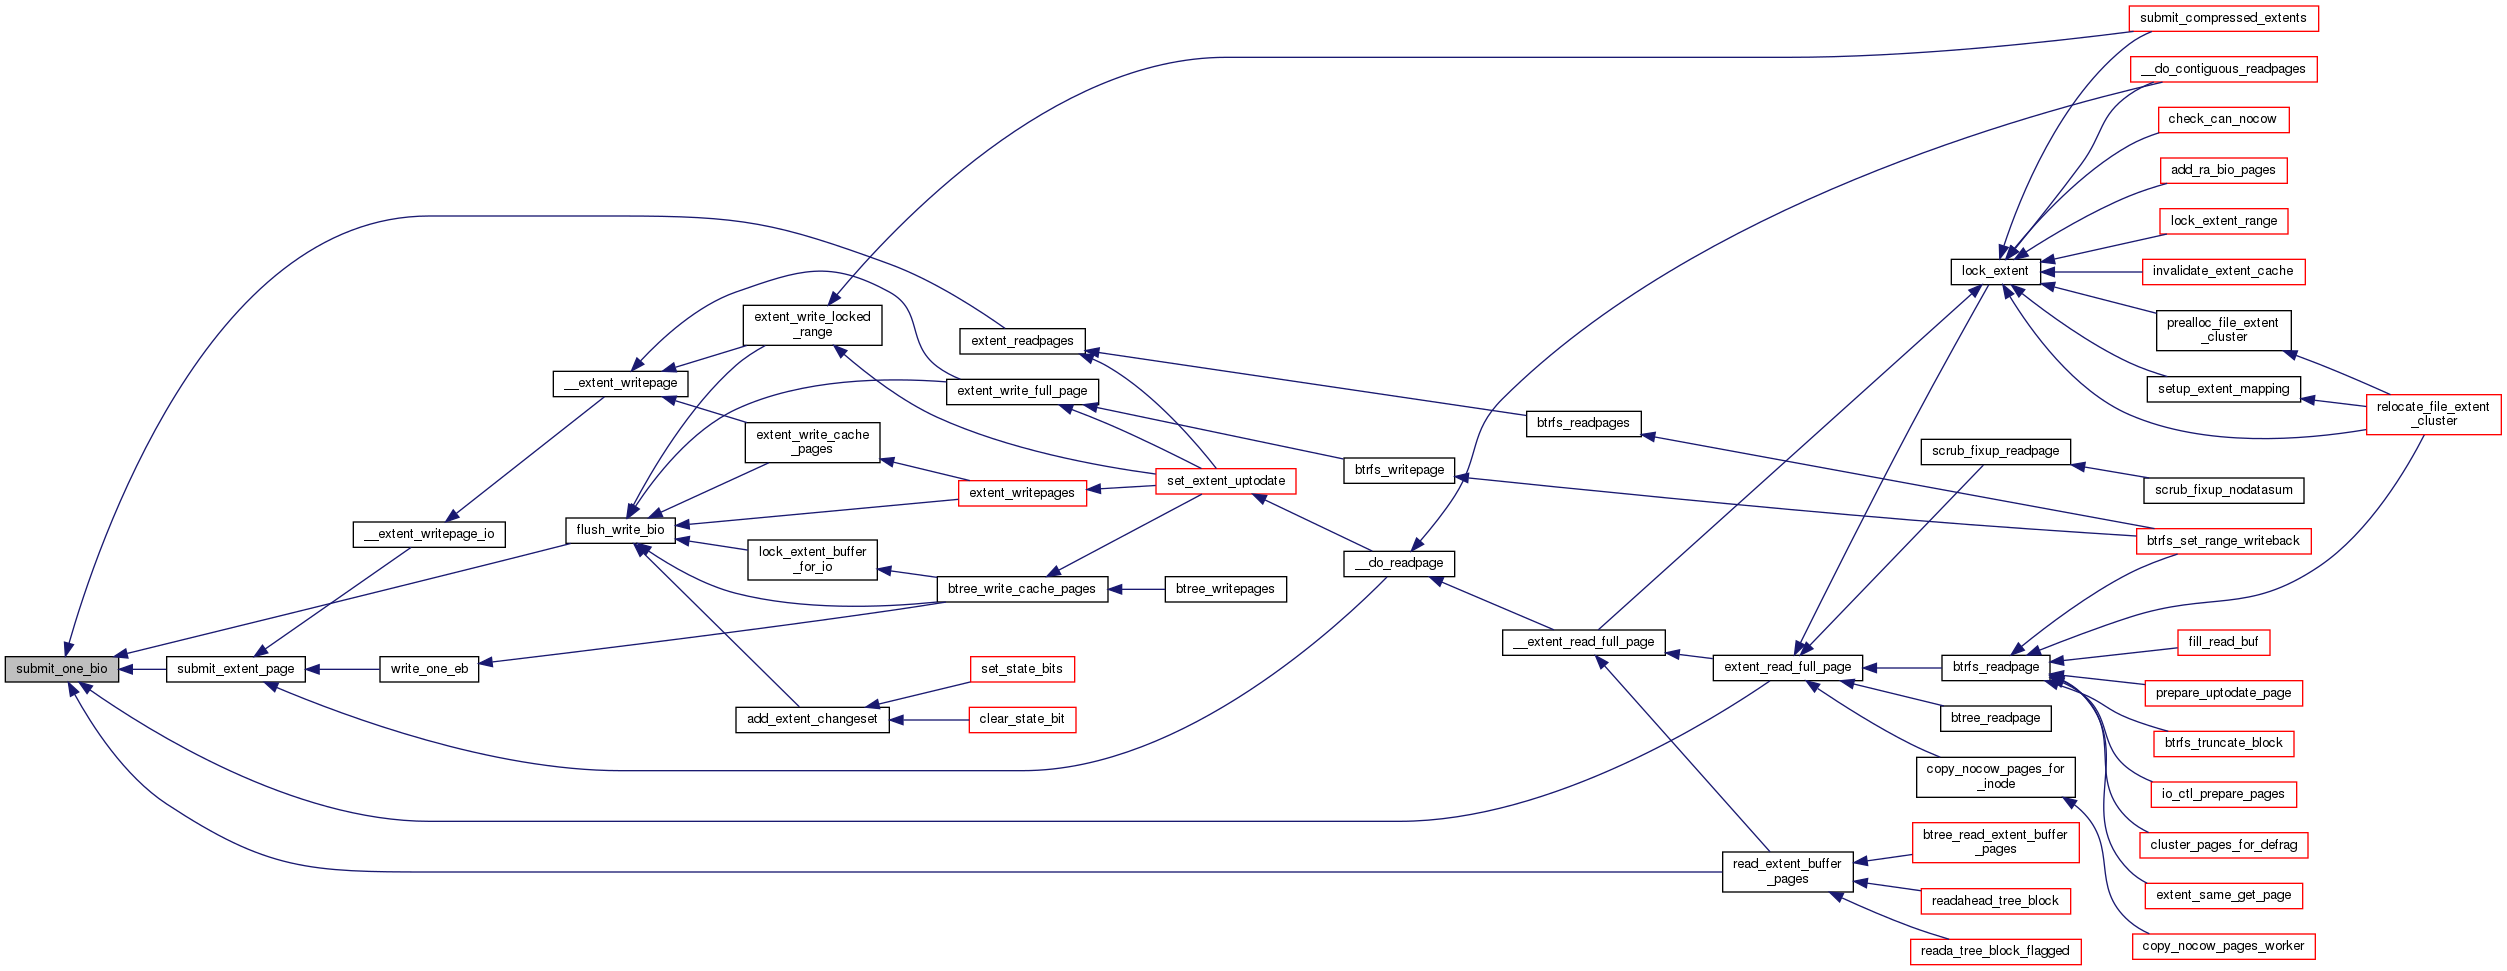 submit_one_bio
submit_extent_page
__extent_writepage_io
write_one_eb
__extent_writepage
flush_write_bio
extent_write_locked
_range
extent_write_cache
_pages
lock_extent_buffer
_for_io
add_extent_changeset
extent_readpages
extent_write_full_page
extent_writepages
btree_write_cache_pages
set_state_bits
clear_state_bit
set_extent_uptodate
btree_writepages
btrfs_writepage
__do_readpage
btrfs_readpages
__extent_read_full_page
extent_read_full_page
read_extent_buffer
_pages
lock_extent
scrub_fixup_readpage
btrfs_readpage
btree_readpage
copy_nocow_pages_for
_inode
btree_read_extent_buffer
_pages
readahead_tree_block
reada_tree_block_flagged
submit_compressed_extents
__do_contiguous_readpages
check_can_nocow
add_ra_bio_pages
lock_extent_range
invalidate_extent_cache
prealloc_file_extent
_cluster
setup_extent_mapping
scrub_fixup_nodatasum
btrfs_set_range_writeback
fill_read_buf
prepare_uptodate_page
btrfs_truncate_block
io_ctl_prepare_pages
cluster_pages_for_defrag
extent_same_get_page
copy_nocow_pages_worker
relocate_file_extent
_cluster